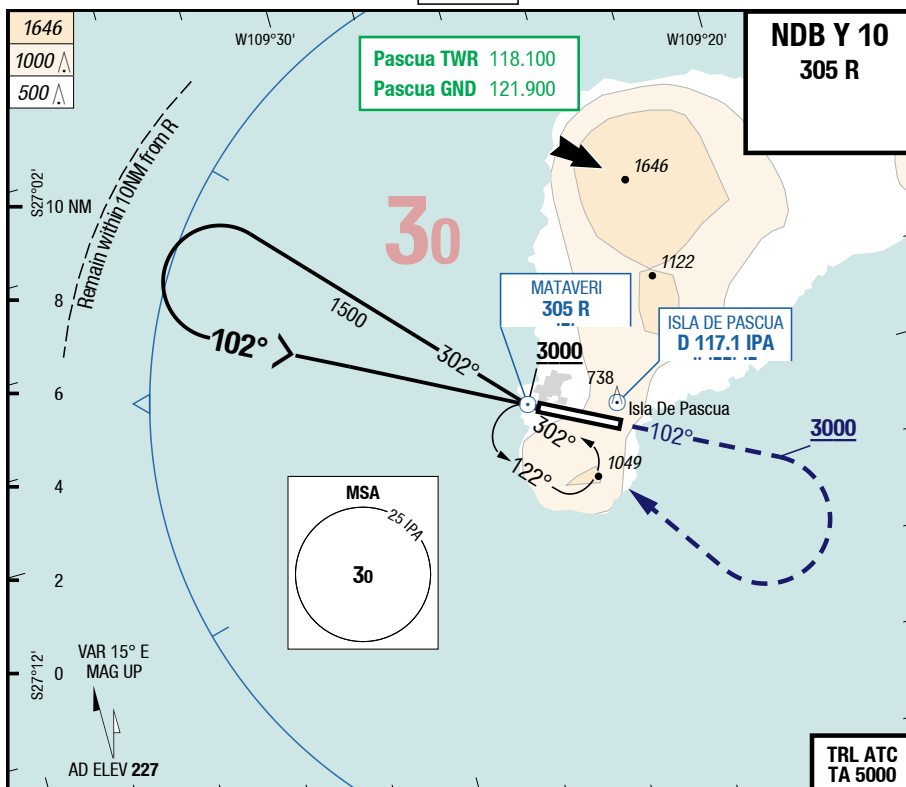 1646
1000
500
W109°30'
W109°20'
Pascua TWR 118.100
Pascua GND 121.900
NDB Y 10
305 R
Remain within 10NM from R
S27°02'
10 NM
8
6
4
2
0
S27°12'
30
1646
1122
1500
102°
302°
MATAVERI
305 R
3000
ISLA DE PASCUA
D 117.1 IPA
738
Isla De Pascua
302°
122°
1049
102°
3000
MSA
25 IPA
30
VAR 15° E
MAG UP
AD ELEV 227
TRL ATC
TA 5000